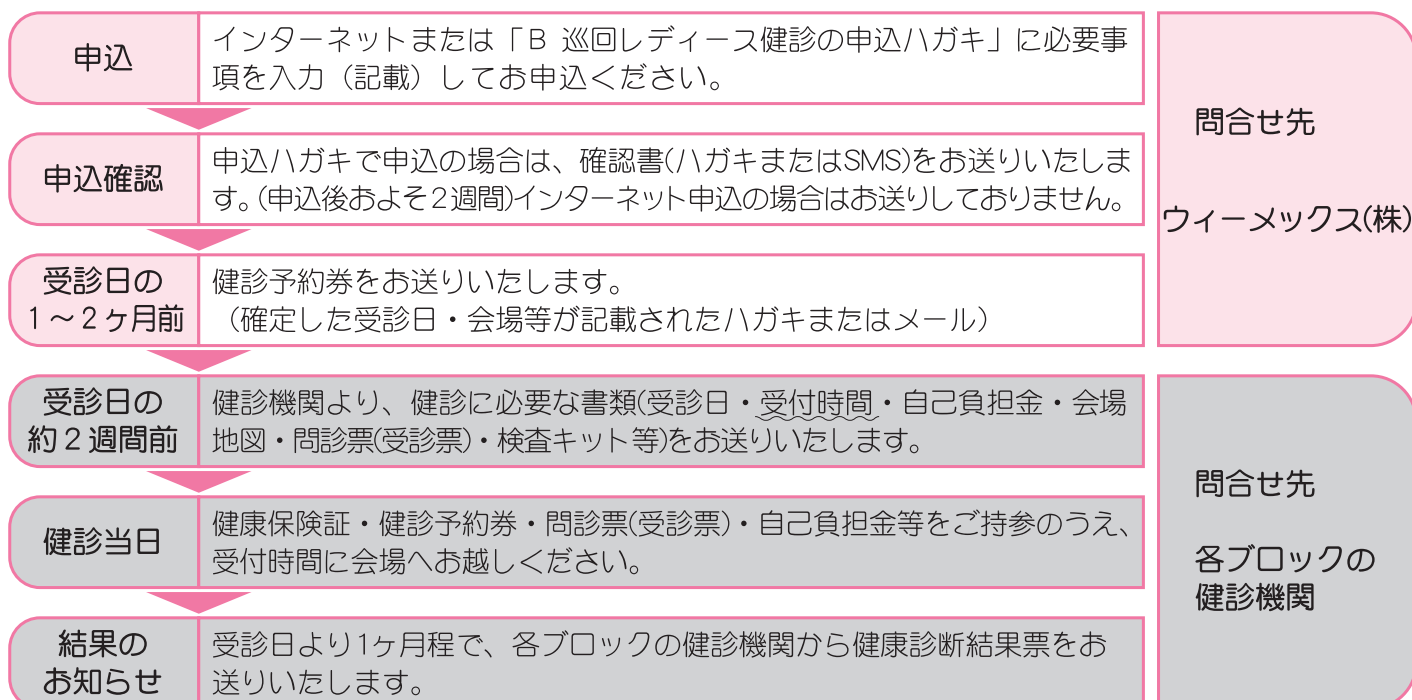 申込
インターネットまたは「B 巡回レディース健診の申込ハガキ」に必要事
項を入力（記載）してお申込ください。
申込確認
申込ハガキで申込の場合は、確認書(ハガキまたはSMS)をお送りいたしま
す。(申込後およそ2週間)インターネット申込の場合はお送りしておりません。
受診日の
1～2ヶ月前
健診予約券をお送りいたします。
（確定した受診日・会場等が記載されたハガキまたはメール）
問合せ先
ウィーメックス(株)
受診日の
約2週間前
健診機関より、健診に必要な書類(受診日・受付時間・自己負担金・会場
地図・問診票(受診票)・検査キット等)をお送りいたします。
健診当日
健康保険証・健診予約券・問診票(受診票)・自己負担金等をご持参のうえ、
受付時間に会場へお越しください。
結果の
お知らせ
受診日より1ヶ月程で、各ブロックの健診機関から健康診断結果票をお
送りいたします。
問合せ先
各ブロックの
健診機関